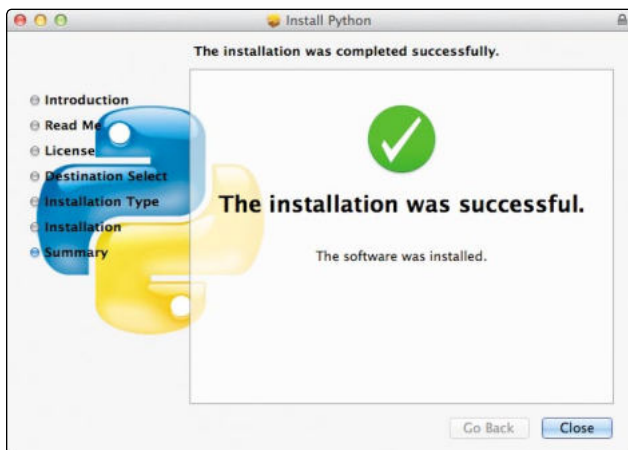 Install Python
The installation was completed successfully.
Introduction
Read Me
License
Destination Select
Installation Type
Installation
Summary
The installation was successful.
The software was installed.
Go Back
Close